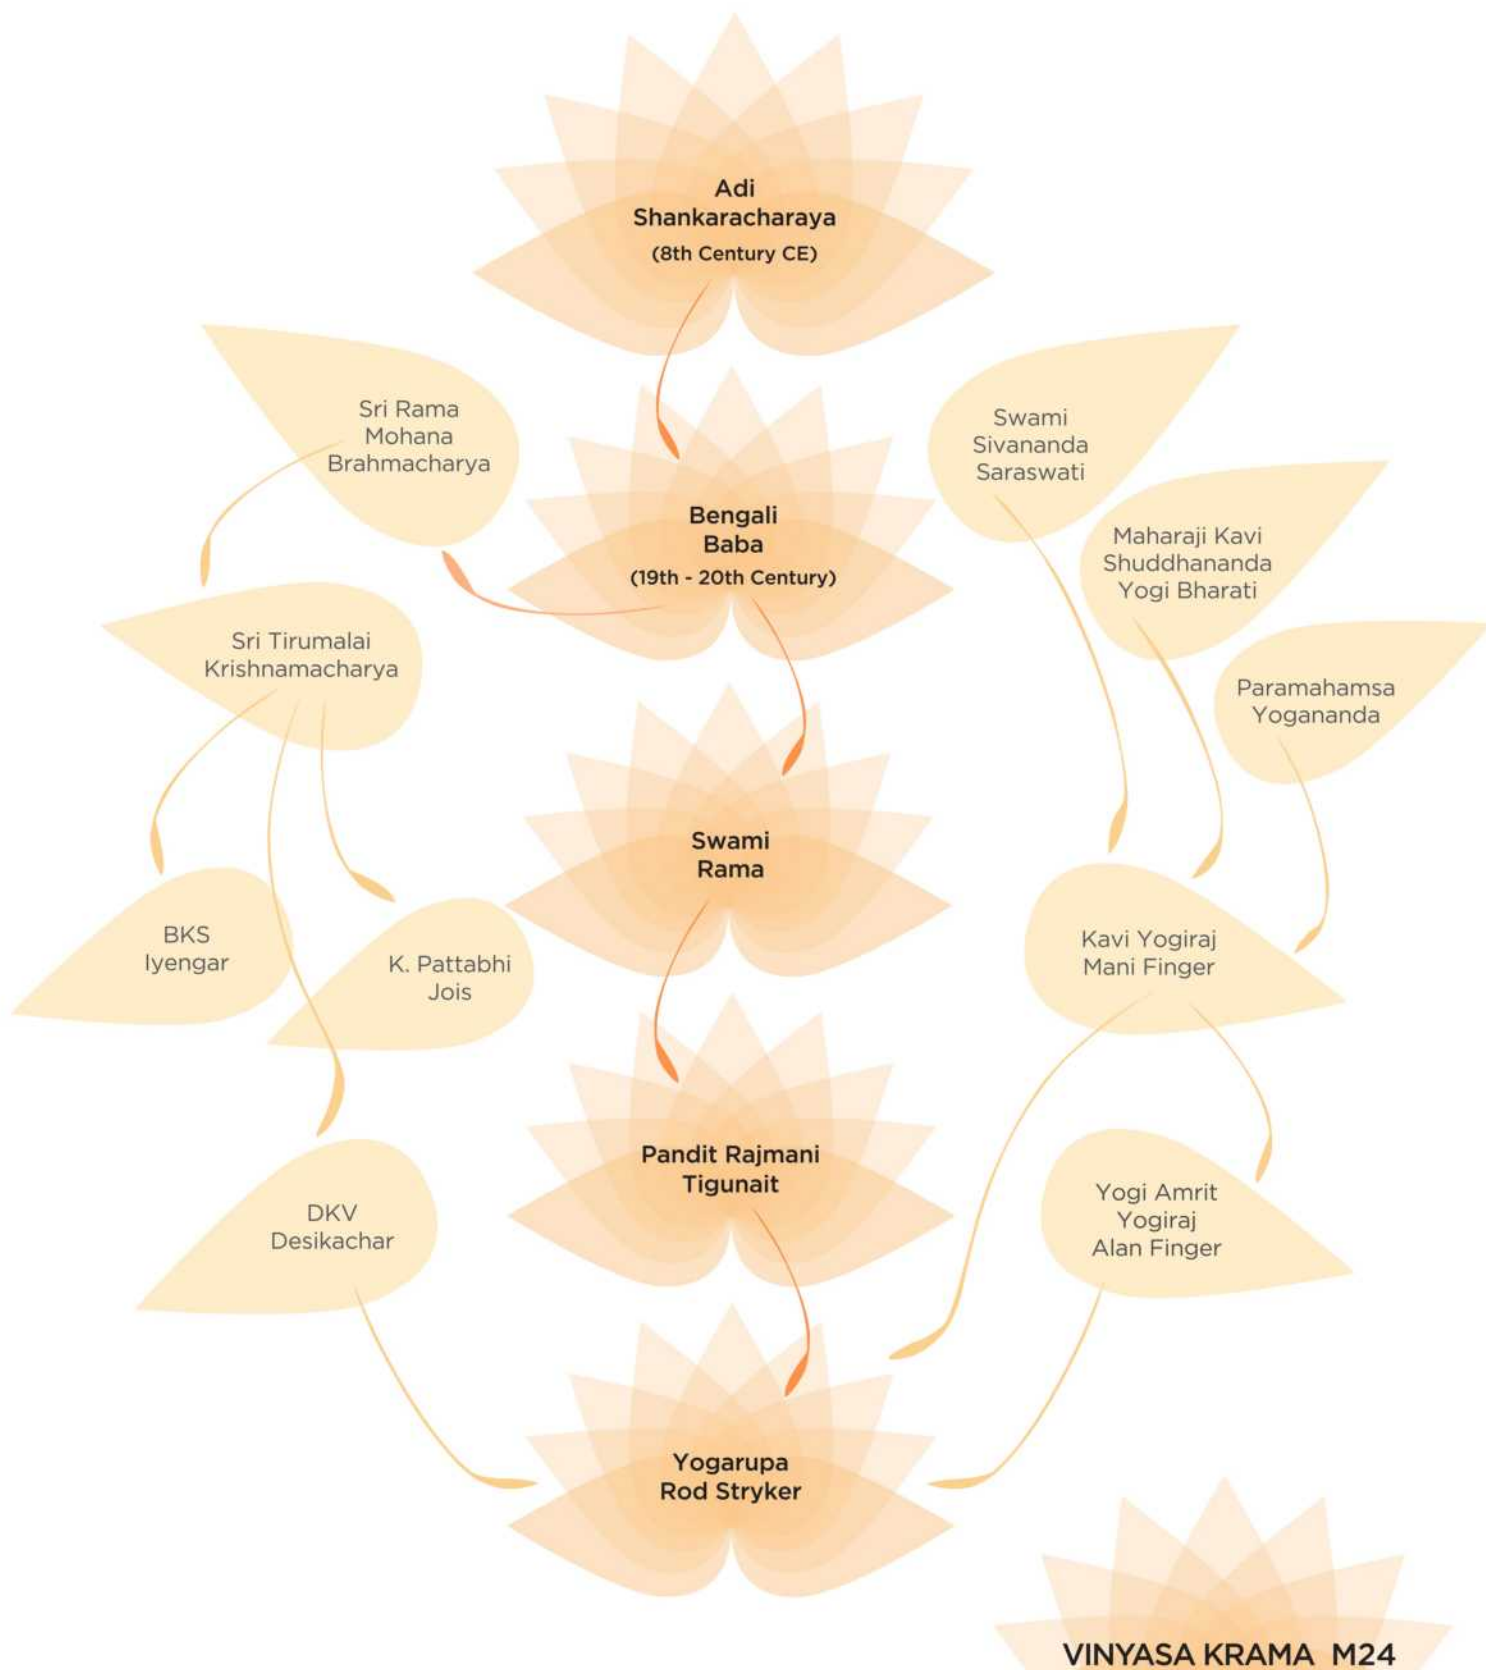 Adi
Shankaracharaya
(8th Century CE)
Sri Rama
Mohana
Brahmacharya
Swami
Sivananda
Saraswati
Bengali
Baba
(19th - 20th Century)
Maharaji Kavi
Shuddhananda
Yogi Bharati
Sri Tirumalai
Krishnamacharya
Paramahamsa
Yogananda
Swami
Rama
BKS
Iyengar
K. Pattabhi
Jois
Kavi Yogiraj
Mani Finger
Pandit Rajmani
Tigunait
DKV
Desikachar
Yogi Amrit
Yogiraj
Alan Finger
Yogarupa
Rod Stryker
VINYASA KRAMA M24